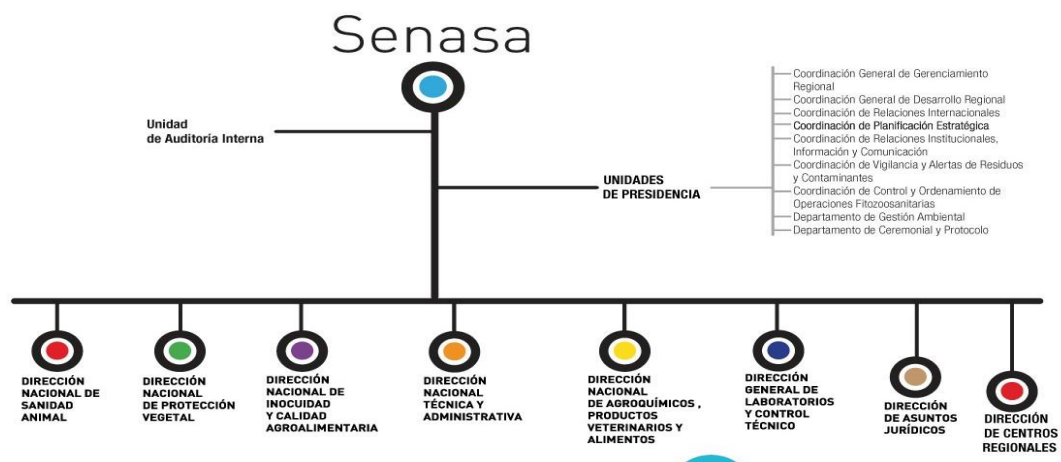 Senasa
Unidad
de Auditoría Interna
UNIDADES
DE PRESIDENCIA
Coordinación General de Gerenciamiento
Regional
Coordinación General de Desarrollo Regional
Coordinación de Relaciones Internacionales
Coordinación de Planificación Estratégica
Coordinación de Relaciones Institucionales,
Información y Comunicación
Coordinación de Vigilancia y Alertas de Residuos
y Contaminantes
Coordinación de Control y Ordenamiento de
Operaciones Fitozoosanitarias
Departamento de Gestión Ambiental
Departamento de Ceremonial y Protocolo
DIRECCIÓN
NACIONAL DE
SANIDAD
ANIMAL
DIRECCIÓN
NACIONAL
DE PROTECCIÓN
VEGETAL
DIRECCIÓN
NACIONAL DE
INOCUIDAD
Y CALIDAD
AGROALIMENTARIA
DIRECCIÓN
NACIONAL
TÉCNICA Y
ADMINISTRATIVA
DIRECCIÓN
NACIONAL
DE AGROQUÍMICOS ,
PRODUCTOS
VETERINARIOS Y
ALIMENTOS
DIRECCIÓN
GENERAL DE
LABORATORIOS
Y CONTROL
TÉCNICO
DIRECCIÓN
DE ASUNTOS
JURÍDICOS
DIRECCIÓN
DE CENTROS
REGIONALES